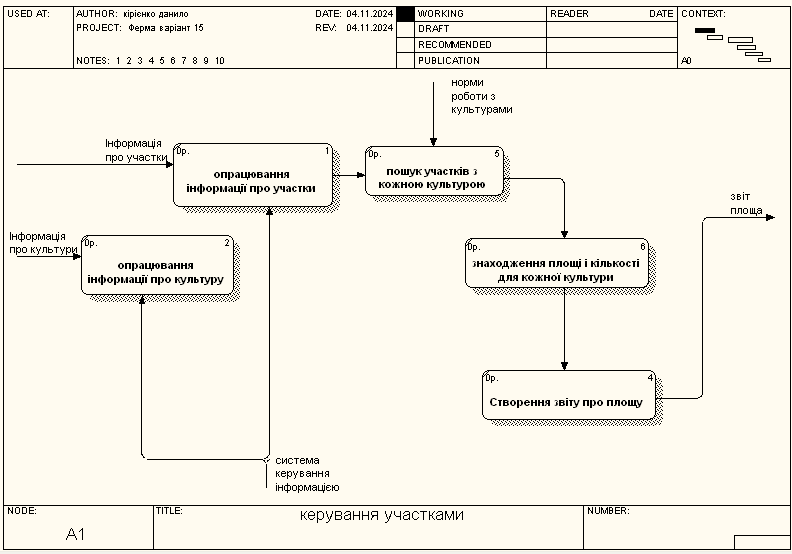 USED AT:
AUTHOR: кірієнко данило
DATE: 04.11.2024
PROJECT: Ферма варіант 15
REV: 04.11.2024
NOTES: 1 2 3 4 5 6 7 8 9 10
WORKING
DRAFT
RECOMMENDED
PUBLICATION
READER
DATE
CONTEXT:
A0
норми
роботи з
культурами
Інформація
про участки
0р.
1
опрацювання
інформації про участки
0р.
5
пошук участків з
кожною культурою
звіт
площа
Інформація
про культури
0р.
2
опрацювання
інформації про культуру
0р.
6
знаходження площі і кількості
для кожної культури
0р.
4
Створення звіту про площу
система
керування
інформацією
NODE:
A1
TITLE:
керування участками
NUMBER: